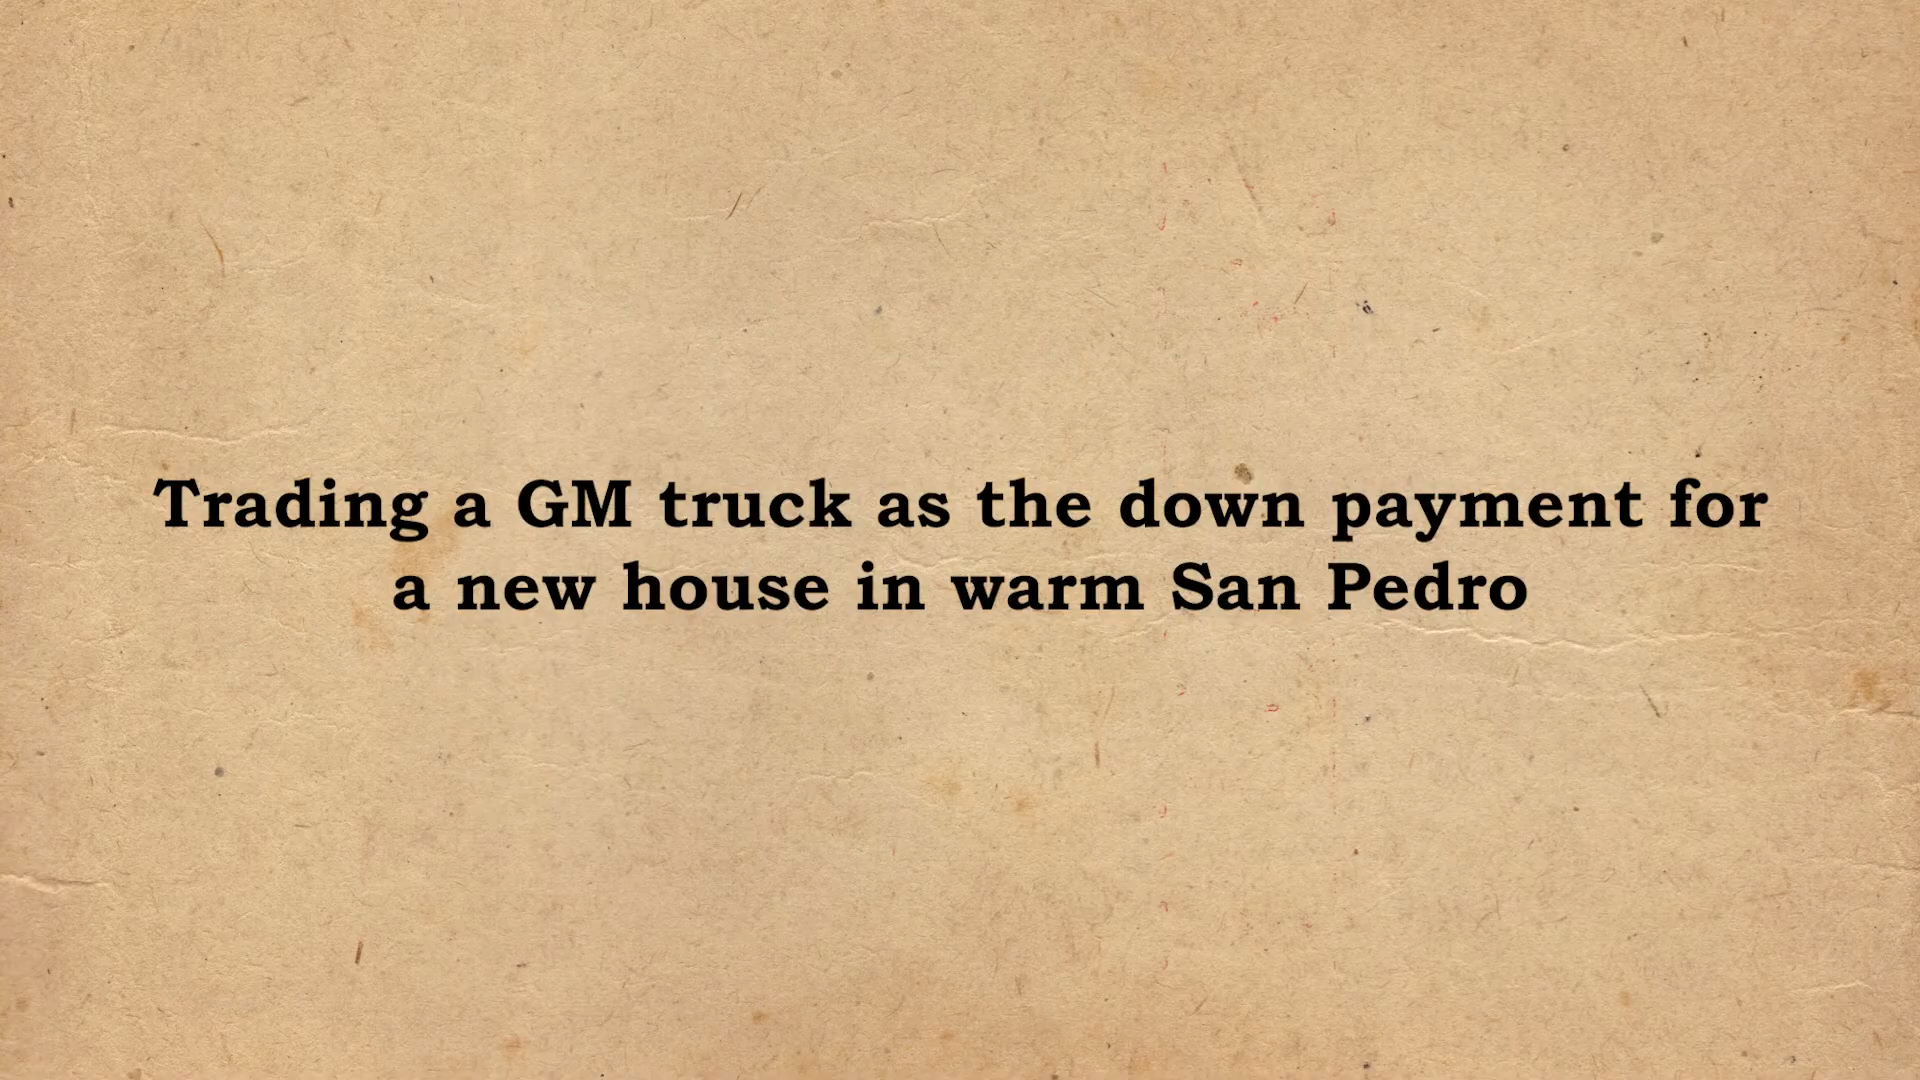 Trading a GM truck as the down payment for
a new house in warm San Pedro